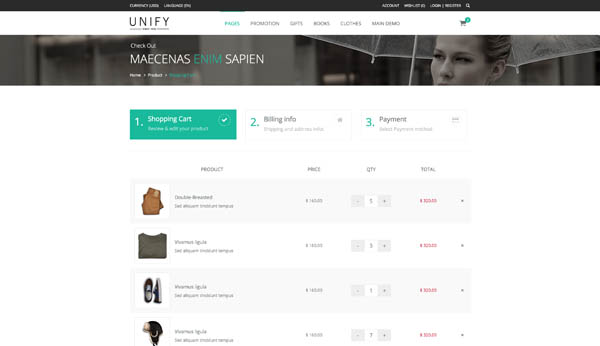 CURRENCY (USD) LANGUAGE (EN) ACCOUNT WISHLIST (0) LOGIN | REGISTER
UNIFY
PAGES PROMOTION GIFTS BOOKS CLOTHES MAIN DEMO
Check Out
MAECENAS ENIM SAPIEN
Home > Product > Shopping Cart
1. Shopping Cart
Review & edit your product
2. Billing Info
Shipping and address infot
3. Payment
Select Payment method
PRODUCT PRICE QTY TOTAL
Double-Breasted
Sed aliquam tincidunt tempus
$ 160.00 - 5 + $ 320.00 ×
Vivamus ligula
Sed aliquam tincidunt tempus
$ 160.00 - 3 + $ 320.00 ×
Vivamus ligula
Sed aliquam tincidunt tempus
$ 160.00 - 1 + $ 320.00 ×
Vivamus ligula
Sed aliquam tincidunt tempus
$ 160.00 - 7 + $ 320.00 ×